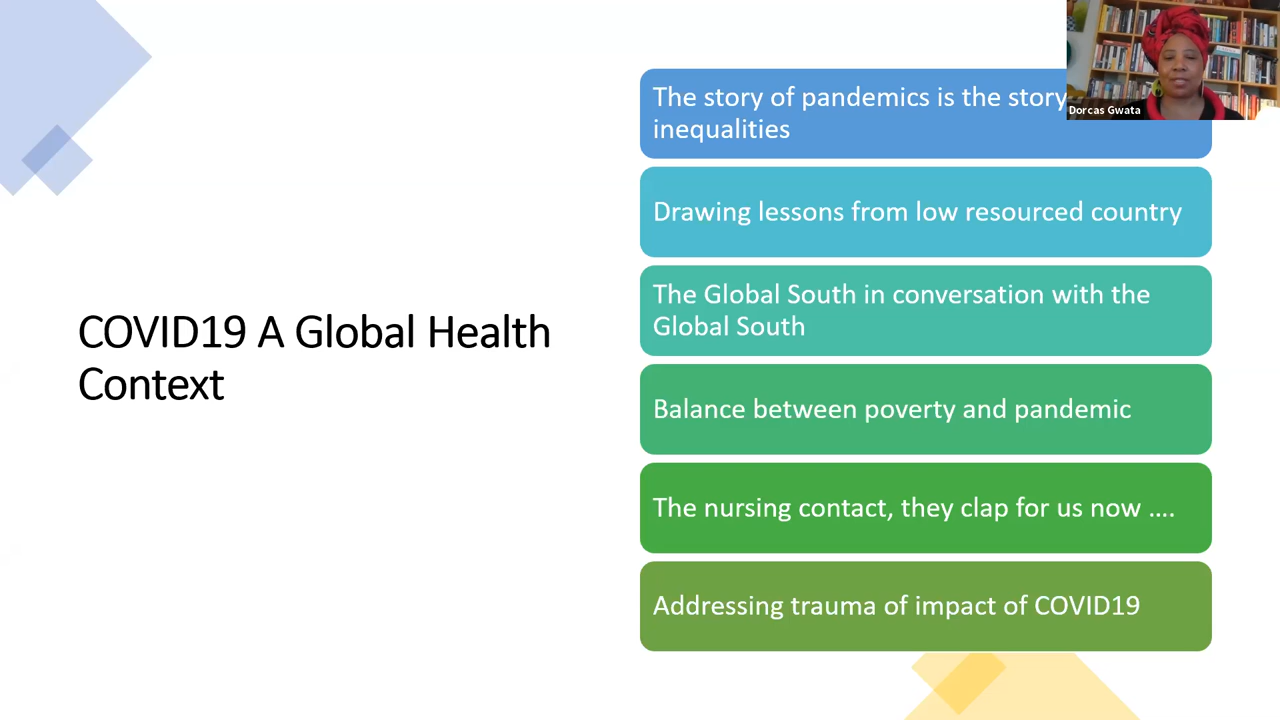 COVID19 A Global Health
Context
The story of pandemics is the story
inequalities
Drawing lessons from low resourced country
The Global South in conversation with the
Global South
Balance between poverty and pandemic
The nursing contact, they clap for us now ....
Addressing trauma of impact of COVID19
Dorcas Gwata